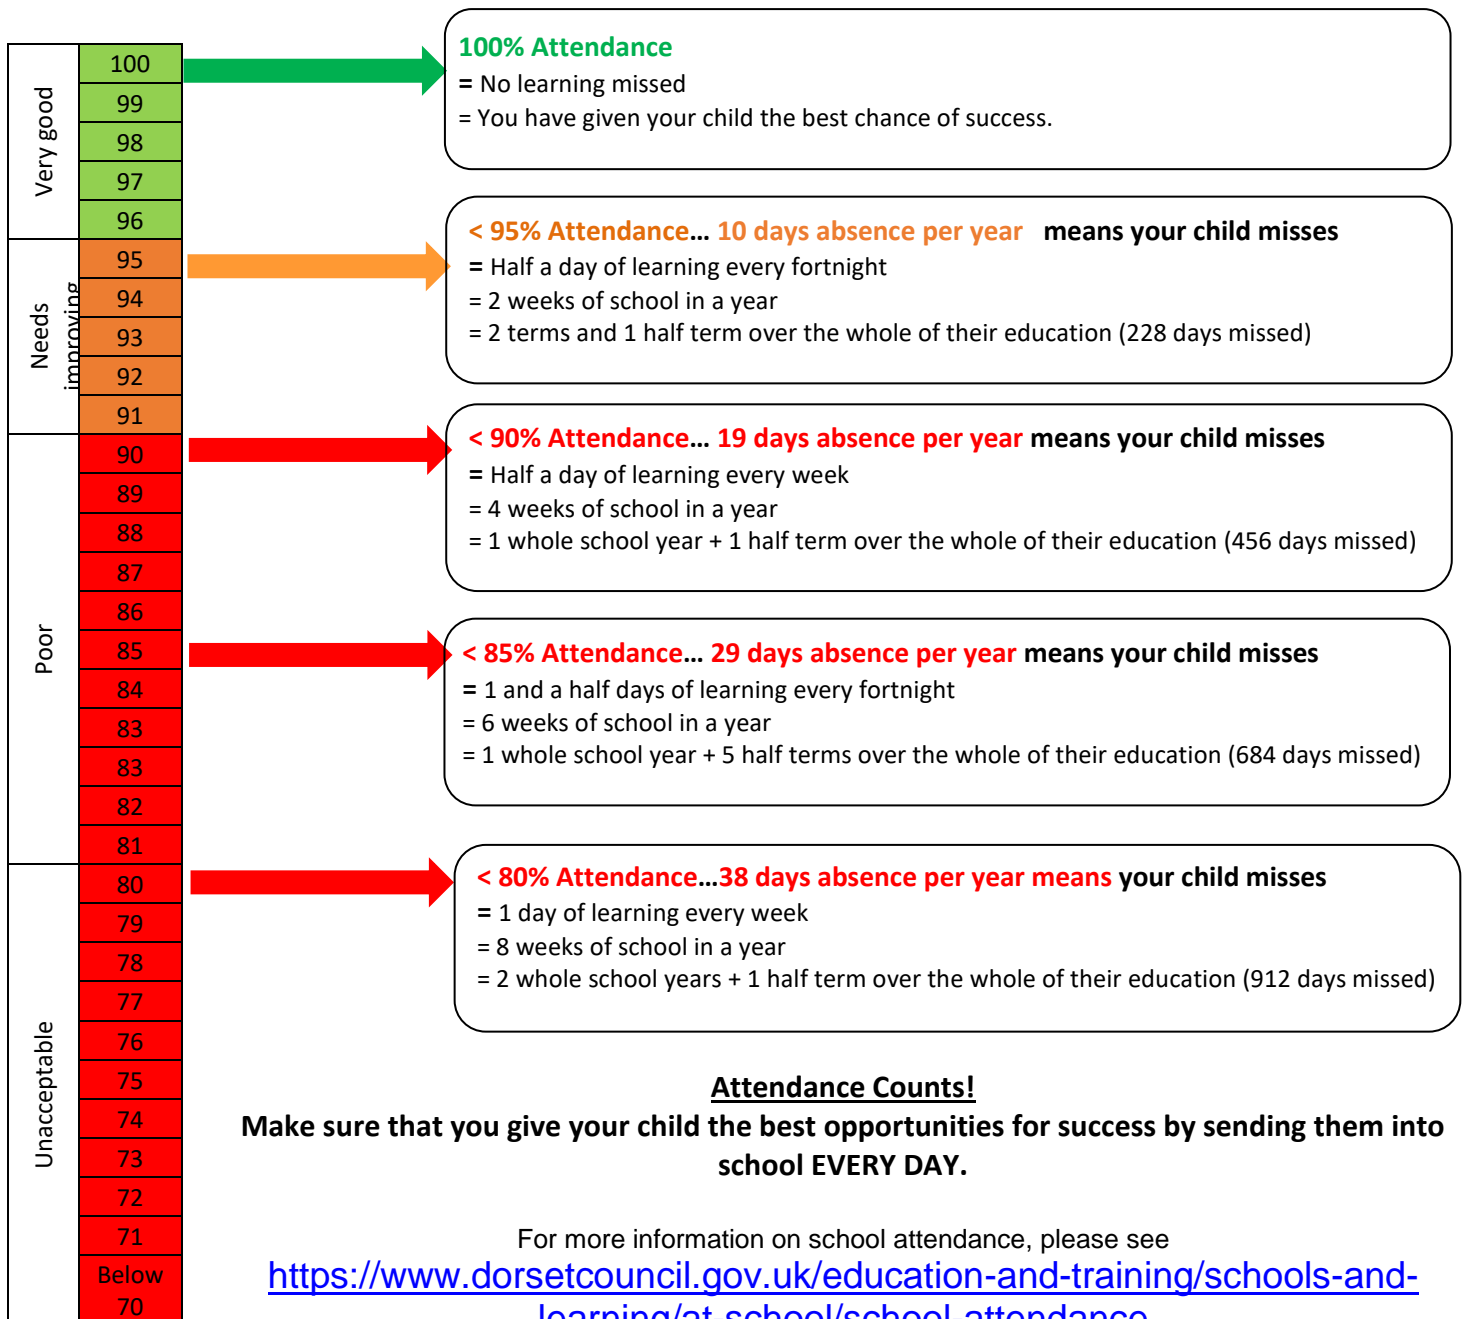 Very good
100
99
98
97
96
Needs
improving
95
94
93
92
91
Poor
90
89
88
87
86
85
84
83
83
82
81
Unacceptable
80
79
78
77
76
75
74
73
72
71
Below
70
100% Attendance
= No learning missed
= You have given your child the best chance of success.
< 95% Attendance… 10 days absence per year means your child misses
= Half a day of learning every fortnight
= 2 weeks of school in a year
= 2 terms and 1 half term over the whole of their education (228 days missed)
< 90% Attendance… 19 days absence per year means your child misses
= Half a day of learning every week
= 4 weeks of school in a year
= 1 whole school year + 1 half term over the whole of their education (456 days missed)
< 85% Attendance… 29 days absence per year means your child misses
= 1 and a half days of learning every fortnight
= 6 weeks of school in a year
= 1 whole school year + 5 half terms over the whole of their education (684 days missed)
< 80% Attendance…38 days absence per year means your child misses
= 1 day of learning every week
= 8 weeks of school in a year
= 2 whole school years + 1 half term over the whole of their education (912 days missed)
Attendance Counts!
Make sure that you give your child the best opportunities for success by sending them into
school EVERY DAY.
For more information on school attendance, please see
https://www.dorsetcouncil.gov.uk/education-and-training/schools-and-
learning/at-school/school-attendance